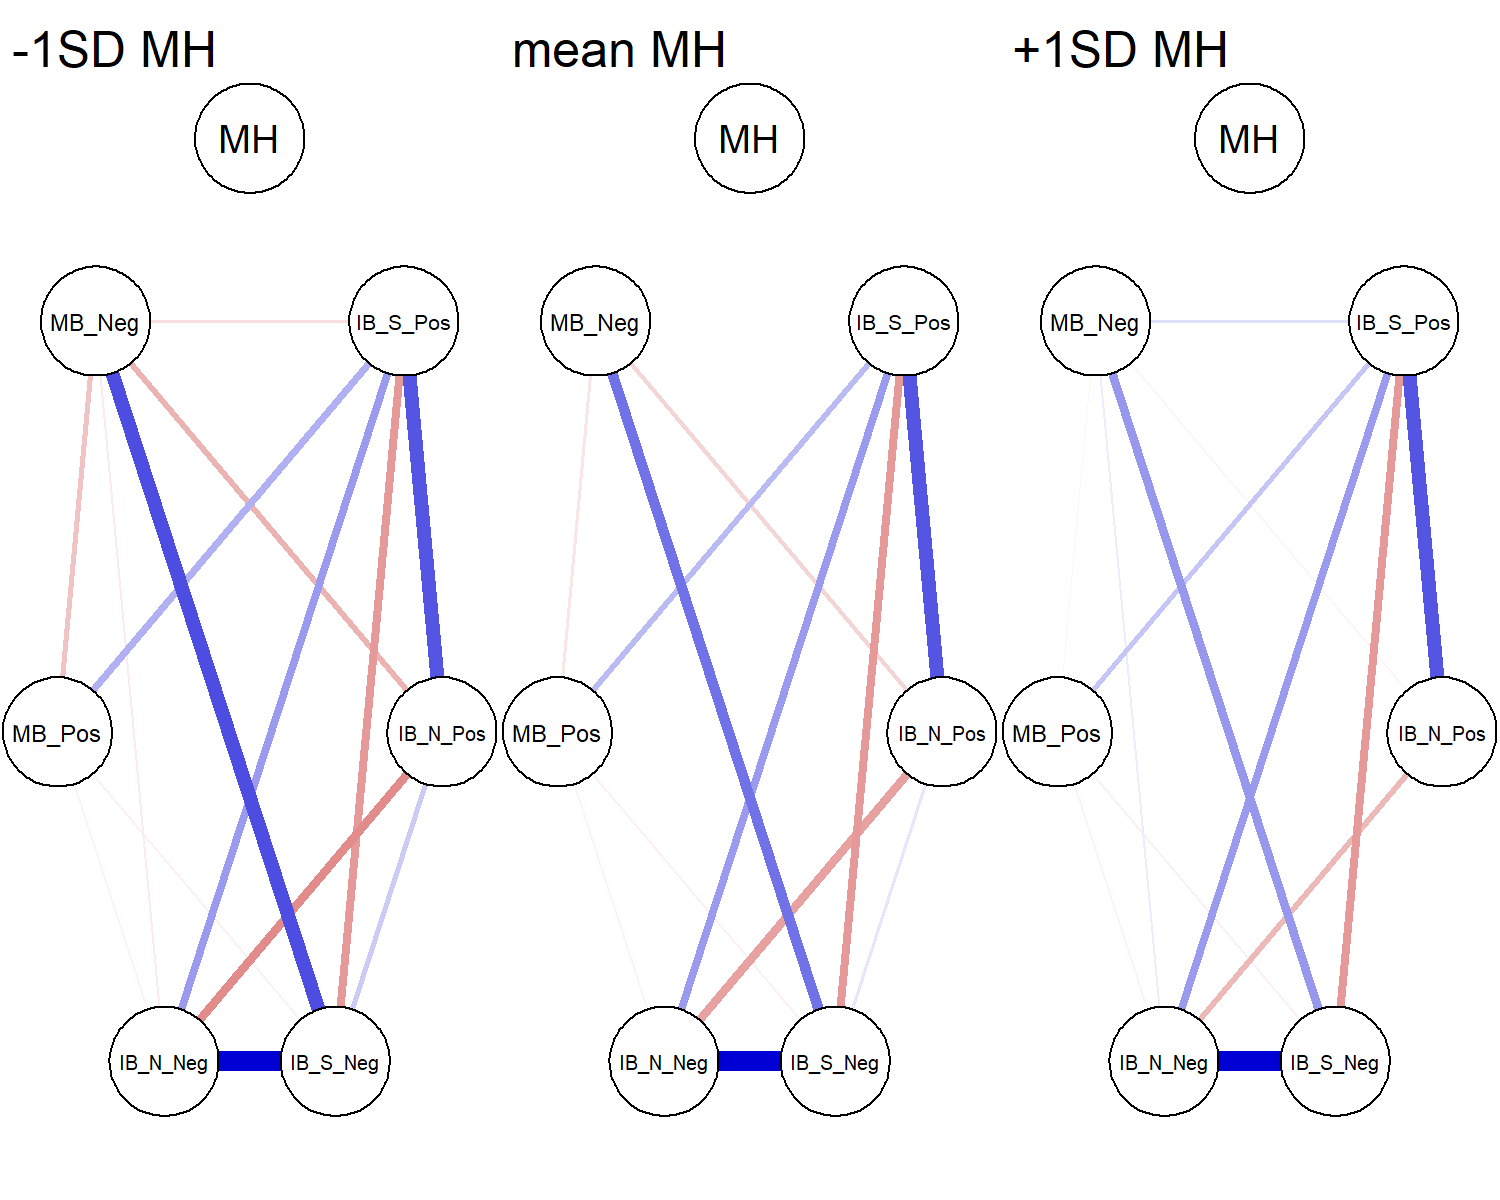 -1SD MH
mean MH
+1SD MH
MH
MH
MH
MB_Neg
IB_S_Pos
MB_Neg
IB_S_Pos
MB_Neg
IB_S_Pos
MB_Pos
IB_N_Pos
MB_Pos
IB_N_Pos
MB_Pos
IB_N_Pos
IB_N_Neg
IB_S_Neg
IB_N_Neg
IB_S_Neg
IB_N_Neg
IB_S_Neg